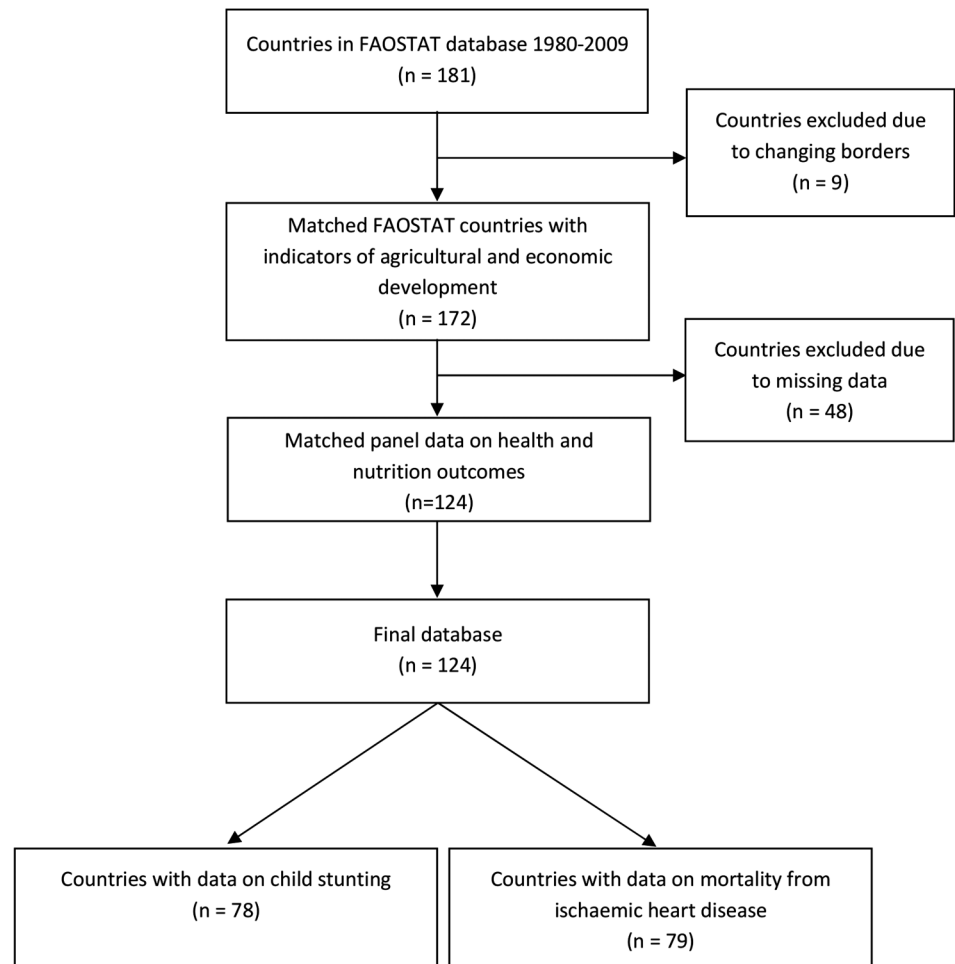 Countries in FAOSTAT database 1980-2009
(n = 181)
Countries excluded due
to changing borders
(n = 9)
Matched FAOSTAT countries with
indicators of agricultural and economic
development
(n = 172)
Countries excluded due
to missing data
(n = 48)
Matched panel data on health and
nutrition outcomes
(n=124)
Final database
(n = 124)
Countries with data on child stunting
(n = 78)
Countries with data on mortality from
ischaemic heart disease
(n = 79)